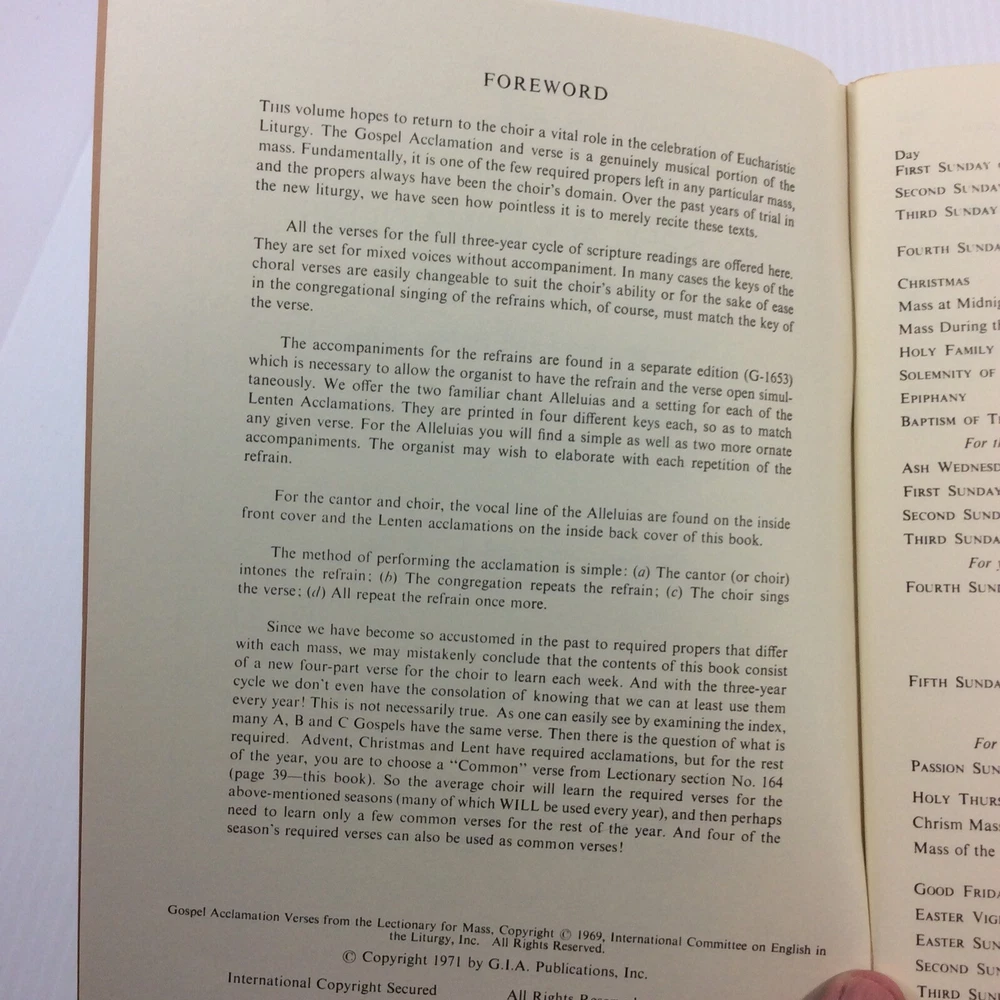 FOREWORD
THIS volume hopes to return to the choir a vital role in the celebration of Eucharistic
Liturgy. The Gospel Acclamation and verse is a genuinely musical portion of the
mass. Fundamentally, it is one of the few required propers left in any particular mass,
and the propers always have been the choir's domain. Over the past years of trial in
the new liturgy, we have seen how pointless it is to merely recite these texts.
All the verses for the full three-year cycle of scripture readings are offered here.
They are set for mixed voices without accompaniment. In many cases the keys of the
choral verses are easily changeable to suit the choir's ability or for the sake of ease
in the congregational singing of the refrains which, of course, must match the key of
the verse.
The accompaniments for the refrains are found in a separate edition (G-1653)
which is necessary to allow the organist to have the refrain and the verse open simul-
taneously. We offer the two familiar chant Alleluias and a setting for each of the
Lenten Acclamations. They are printed in four different keys each, so as to match
any given verse. For the Alleluias you will find a simple as well as two more ornate
accompaniments. The organist may wish to elaborate with each repetition of the
refrain.
For the cantor and choir, the vocal line of the Alleluias are found on the inside
front cover and the Lenten acclamations on the inside back cover of this book.
The method of performing the acclamation is simple: (a) The cantor (or choir)
intones the refrain; (b) The congregation repeats the refrain; (c) The choir sings
the verse; (d) All repeat the refrain once more.
Since we have become so accustomed in the past to required propers that differ
with each mass, we may mistakenly conclude that the contents of this book consist
of a new four-part verse for the choir to learn each week. And with the three-year
cycle we don't even have the consolation of knowing that we can at least use them
every year! This is not necessarily true. As one can easily see by examining the index,
many A, B and C Gospels have the same verse. Then there is the question of what is
required. Advent, Christmas and Lent have required acclamations, but for the rest
of the year, you are to choose a "Common" verse from Lectionary section No. 164
(page 39—this book). So the average choir will learn the required verses for the
above-mentioned seasons (many of which WILL be used every year), and then perhaps
need to learn only a few common verses for the rest of the year. And four of the
season's required verses can also be used as common verses!
Gospel Acclamation Verses from the Lectionary for Mass, Copyright © 1969, International Committee on English in
the Liturgy, Inc. All Rights Reserved.
© Copyright 1971 by G.I.A. Publications, Inc.
International Copyright Secured All Rights
Day
FIRST SUNDAY
SECOND SUNDAY
THIRD SUNDAY
FOURTH
CHRISTMAS
Mass at
Mass During
HOLY FAMILY
SOLEMNITY OF
EPIPHANY
BAPTISM OF
For
ASH
FIRST SUNDAY
SECOND
THIRD
For
FOURTH
FIFTH
For
PASSION
HOLY
Chrism
Mass of the
GOOD
EASTER
EASTER
SECOND
THIRD